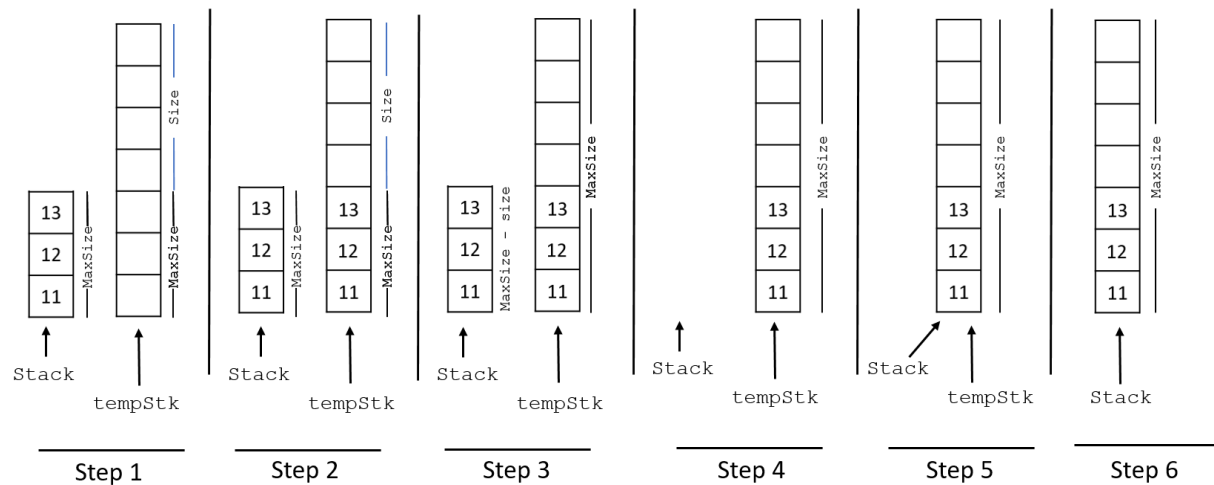 13
12
11
MaxSize
Stack
Size
MaxSize
tempStk
Step 1
13
12
11
MaxSize
Stack
13
12
11
Size
MaxSize
tempStk
Step 2
13
12
11
MaxSize – size
Stack
13
12
11
MaxSize
tempStk
Step 3
Stack
13
12
11
MaxSize
tempStk
Step 4
13
12
11
MaxSize
Stack
tempStk
Step 5
13
12
11
MaxSize
Stack
Step 6